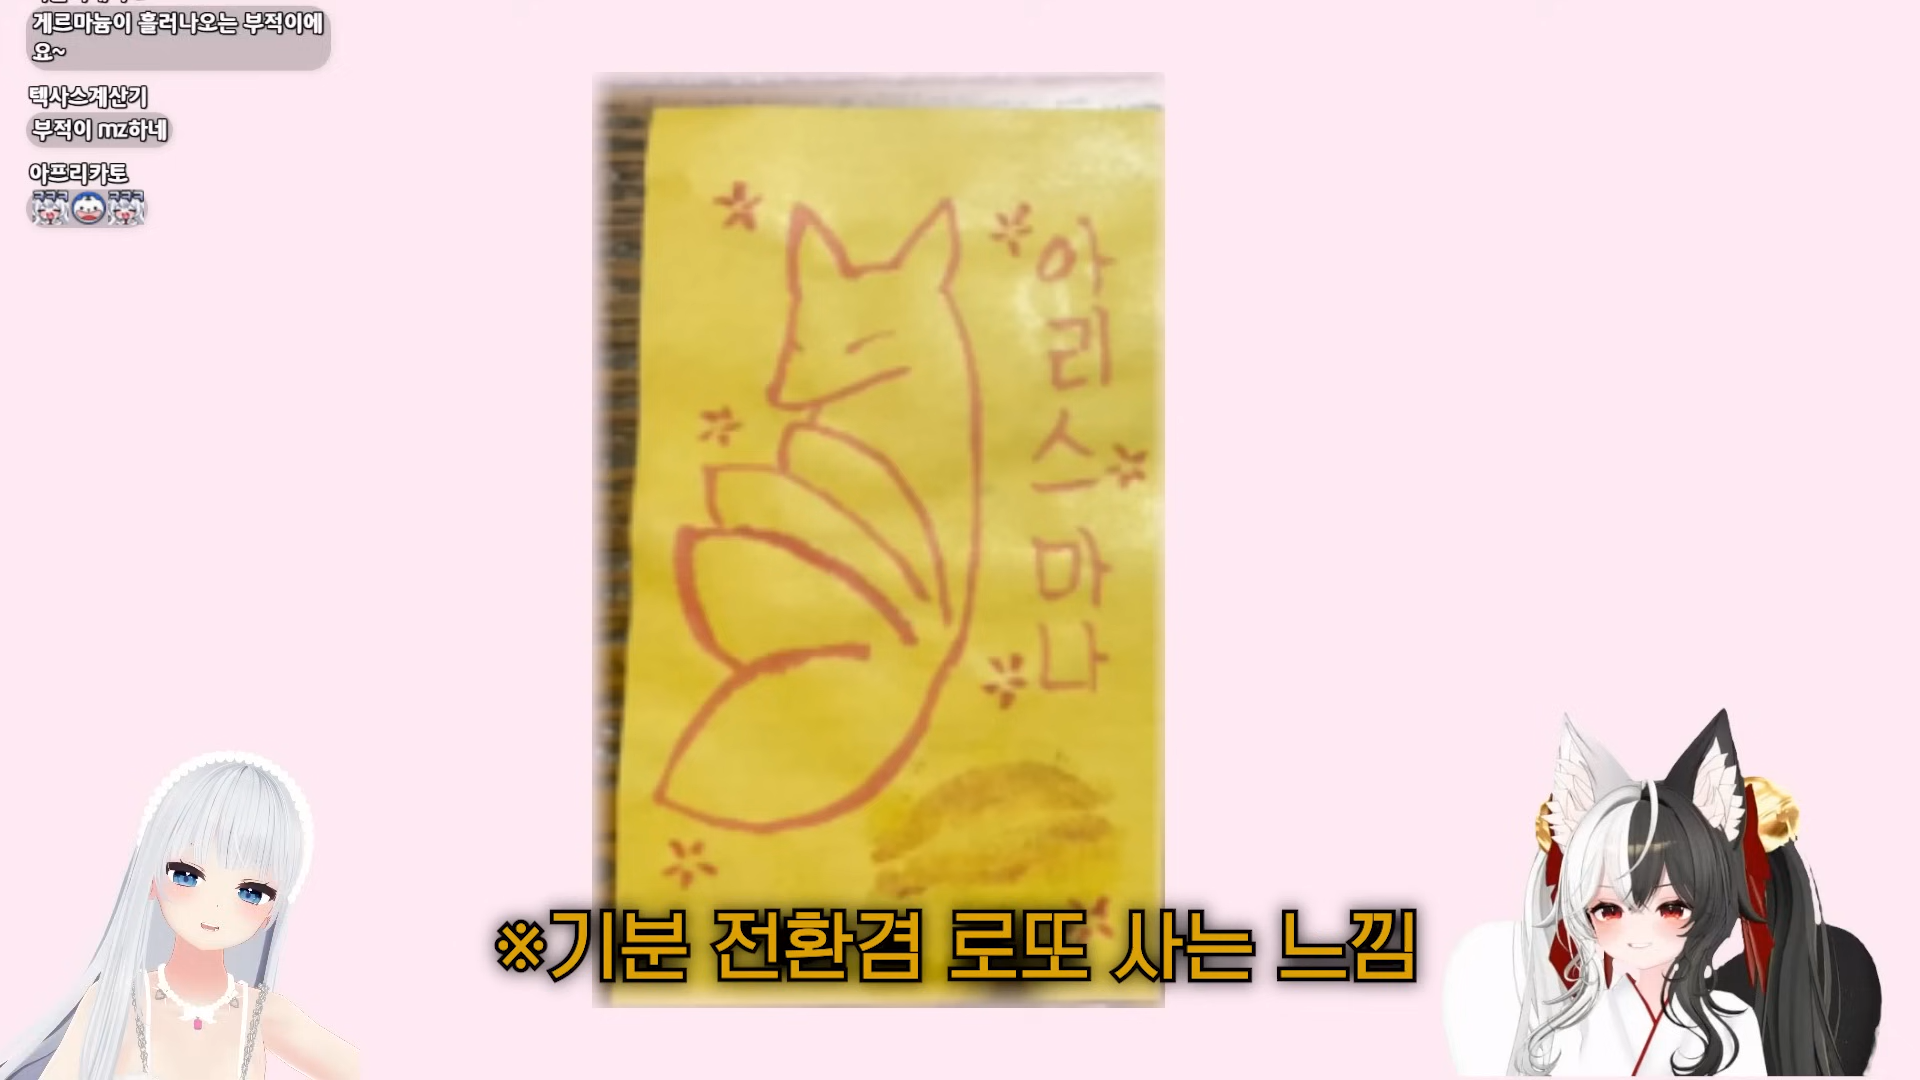 게르마늄이 흘러나오는 부적이에
요~
텍사스계산기
부적이 mz하네
아프리카토
ㅋㅋㅋ ㅋㅋㅋ
아
리
스
마
나
※기분 전환겸 로또 사는 느낌